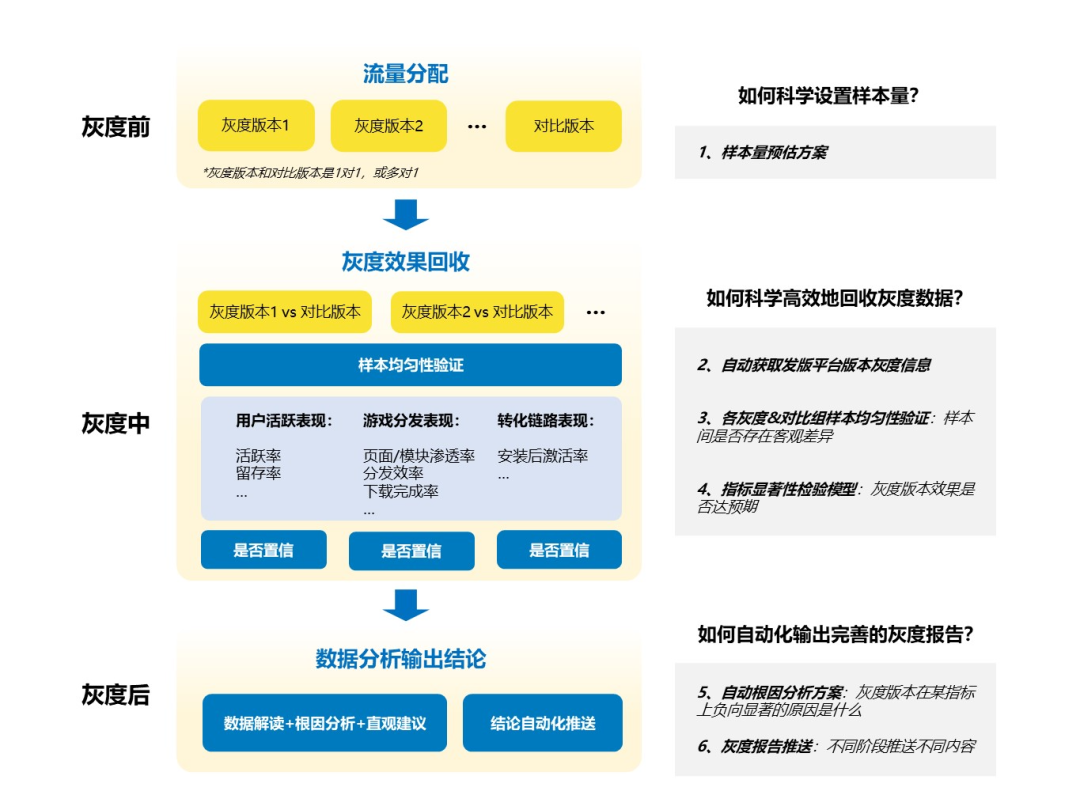 流量分配
如何科学设置样本量？
灰度前
灰度版本1
灰度版本2
...
对比版本
1、样本量预估方案
*灰度版本和对比版本是1对1，或多对1
灰度效果回收
如何科学高效地回收灰度数据？
灰度版本1 vs 对比版本
灰度版本2 vs 对比版本
...
样本均匀性验证
2、自动获取发版平台版本灰度信息
灰度中
用户活跃表现：
活跃率
留存率
...
游戏分发表现：
页面/模块渗透率
分发效率
下载完成率
...
转化链路表现：
安装后激活率
...
3、各灰度&对比组样本均匀性验证：样本
间是否存在客观差异
4、指标显著性检验模型：灰度版本效果是
否达预期
是否置信
是否置信
是否置信
如何自动化输出完善的灰度报告？
数据分析输出结论
灰度后
数据解读+根因分析+直观建议
结论自动化推送
5、自动根因分析方案：灰度版本在某指标
上负向显著的原因是什么
6、灰度报告推送：不同阶段推送不同内容